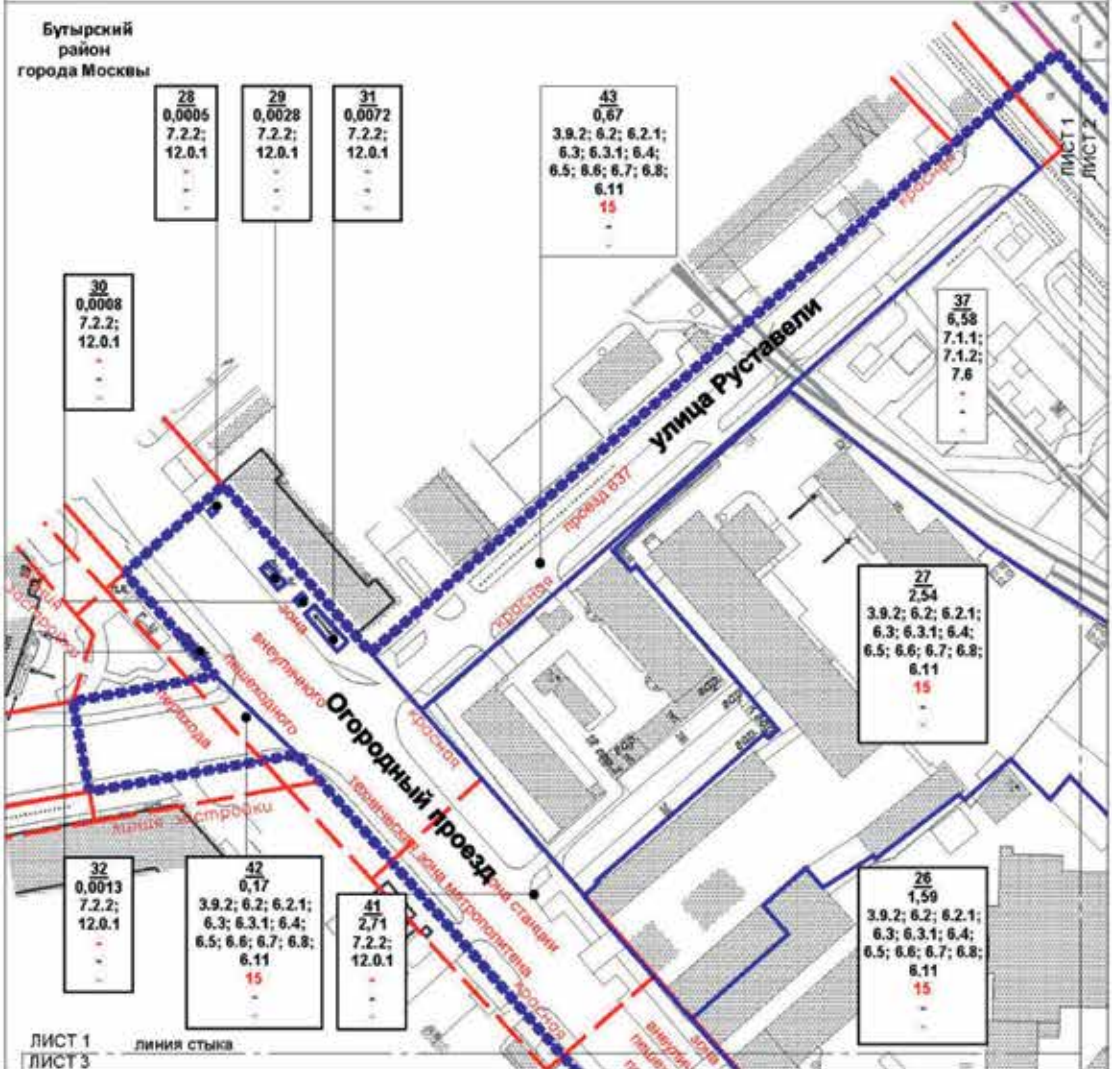 Бутырский
район
города Москвы
28
0,0005
7.2.2;
12.0.1
-
-
-
29
0,0028
7.2.2;
12.0.1
-
-
-
31
0,0072
7.2.2;
12.0.1
-
-
-
43
0,67
3.9.2; 6.2; 6.2.1;
6.3; 6.3.1; 6.4;
6.5; 6.6; 6.7; 6.8;
6.11
15
-
-
ЛИСТ 1
ЛИСТ 2
красная
30
0,0008
7.2.2;
12.0.1
-
-
-
37
6,58
7.1.1;
7.1.2;
7.6
-
-
-
улица Руставели
проезд 637
красная
27
2,54
3.9.2; 6.2; 6.2.1;
6.3; 6.3.1; 6.4;
6.5; 6.6; 6.7; 6.8;
6.11
15
-
-
зона
внеуличного
пешеходного
перехода
застройки
Огородный проезд
красная
линия застройки
техническая зона метрополитена
зона станции
красная
32
0,0013
7.2.2;
12.0.1
-
-
-
42
0,17
3.9.2; 6.2; 6.2.1;
6.3; 6.3.1; 6.4;
6.5; 6.6; 6.7; 6.8;
6.11
15
-
-
41
2,71
7.2.2;
12.0.1
-
-
-
26
1,59
3.9.2; 6.2; 6.2.1;
6.3; 6.3.1; 6.4;
6.5; 6.6; 6.7; 6.8;
6.11
15
-
-
зона
ЛИСТ 1
линия стыка
ЛИСТ 3